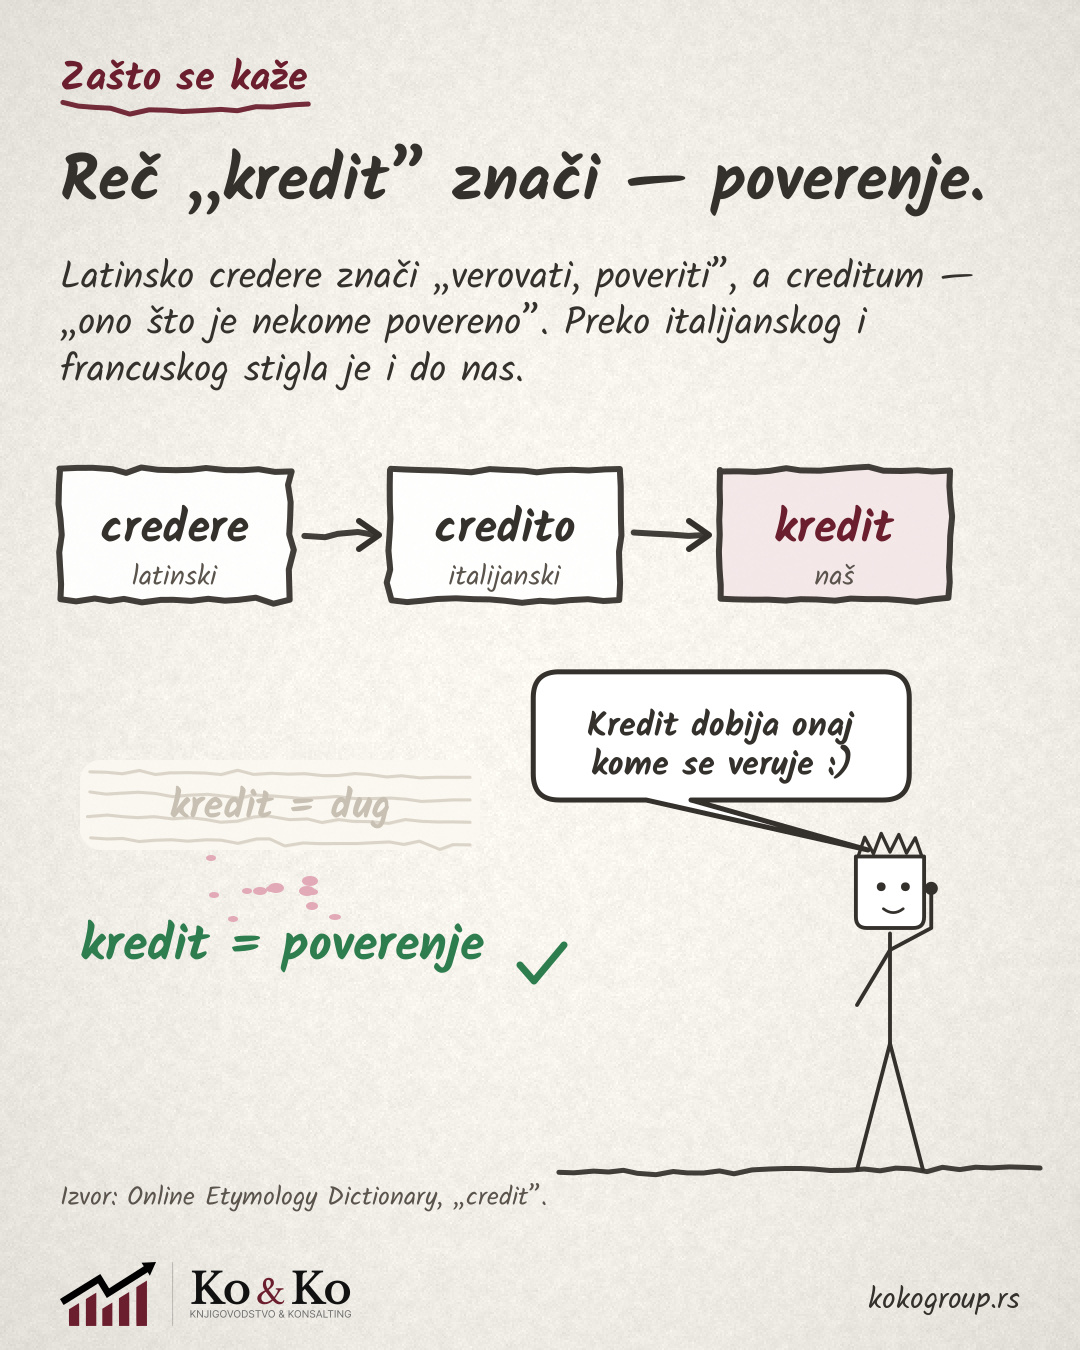 Zašto se kaže
Reč „kredit” znači — poverenje.
Latinsko credere znači „verovati, poveriti”, a creditum —
„ono što je nekome povereno”. Preko italijanskog i
francuskog stigla je i do nas.
credere
latinski
credito
italijanski
kredit
naš
Kredit dobija onaj
kome se veruje :)
kredit = dug
kredit = poverenje
Izvor: Online Etymology Dictionary, „credit”.
Ko & Ko
KNJIGOVODSTVO & KONSALTING
kokogroup.rs